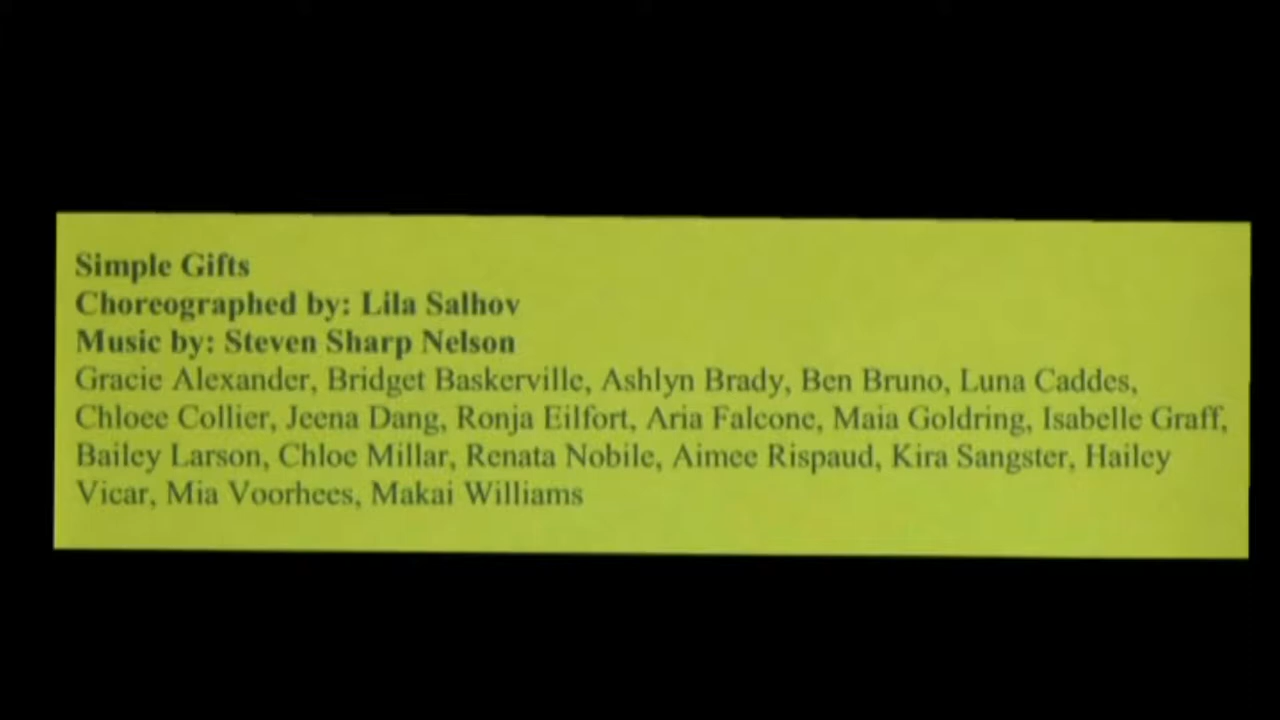 Simple Gifts
Choreographed by: Lila Salhov
Music by: Steven Sharp Nelson
Gracie Alexander, Bridget Baskerville, Ashlyn Brady, Ben Bruno, Luna Caddes,
Chloee Collier, Jeena Dang, Ronja Eilfort, Aria Falcone, Maia Goldring, Isabelle Graff,
Bailey Larson, Chloe Millar, Renata Nobile, Aimee Rispaud, Kira Sangster, Hailey
Vicar, Mia Voorhees, Makai Williams